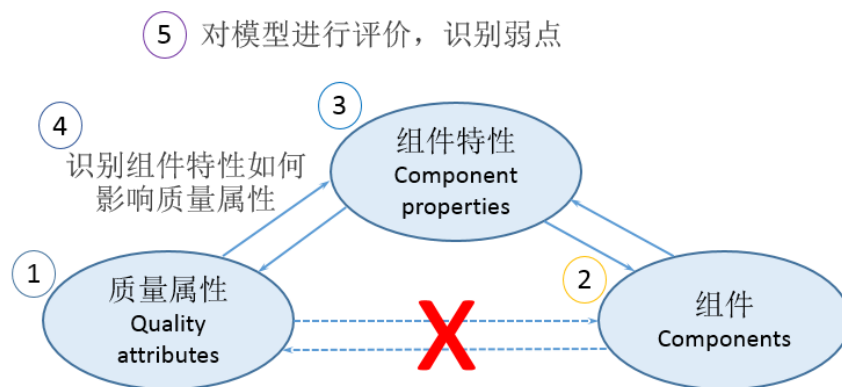 ⑤ 对模型进行评价，识别弱点
③
组件特性
Component
properties
④
识别组件特性如何
影响质量属性
①
质量属性
Quality
attributes
X
②
组件
Components